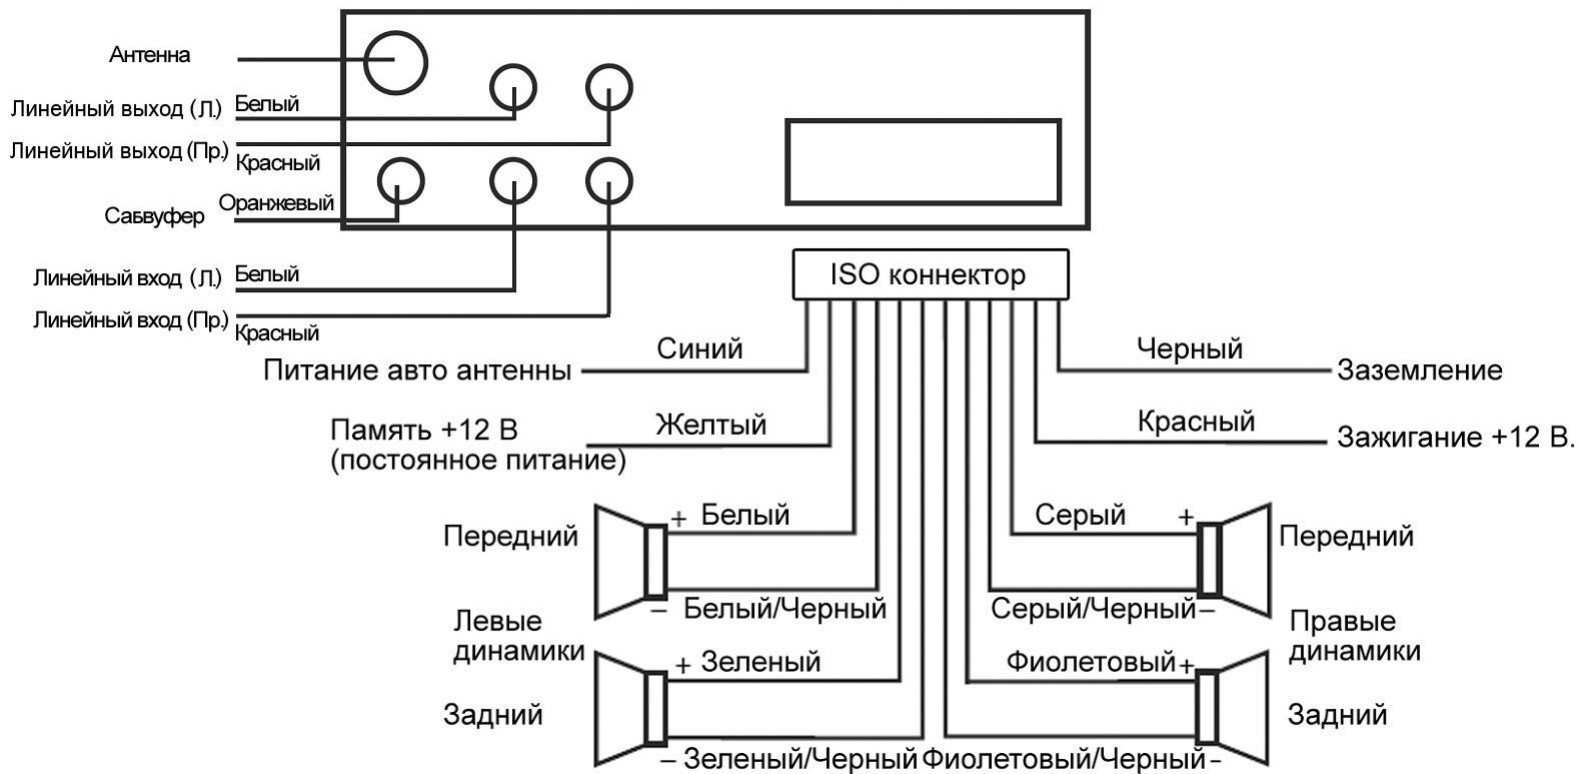 Антенна
Линейный выход (Л.) Белый
Линейный выход (Пр.) Красный
Сабвуфер Оранжевый
Линейный вход (Л.) Белый
Линейный вход (Пр.) Красный
ISO коннектор
Питание авто антенны Синий
Черный Заземление
Память +12 В
(постоянное питание)
Желтый
Красный Зажигание +12 В.
Передний + Белый
Серый + Передний
– Белый/Черный
Серый/Черный –
Левые
динамики
Правые
динамики
+ Зеленый
Фиолетовый +
Задний
Задний
– Зеленый/Черный
Фиолетовый/Черный -